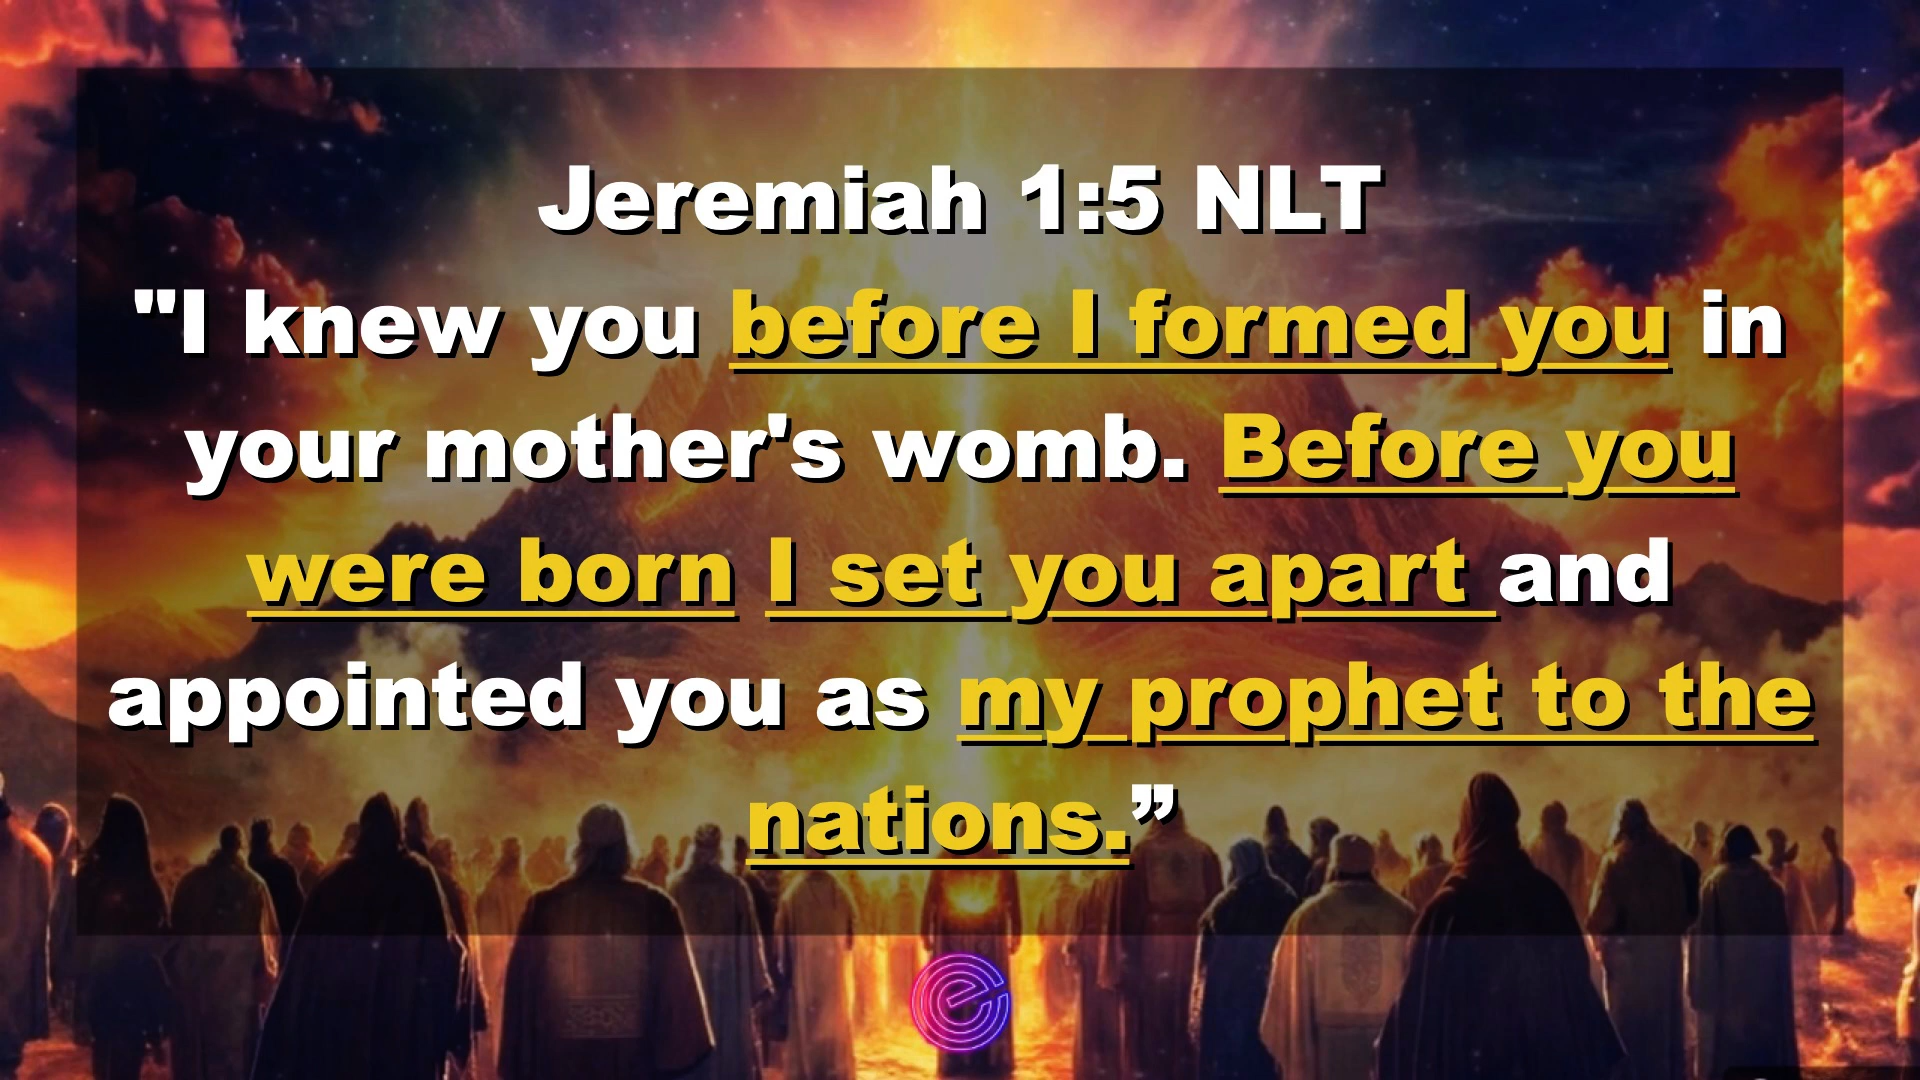 Jeremiah 1:5 NLT
"I knew you before I formed you in
your mother's womb. Before you
were born I set you apart and
appointed you as my prophet to the
nations.”